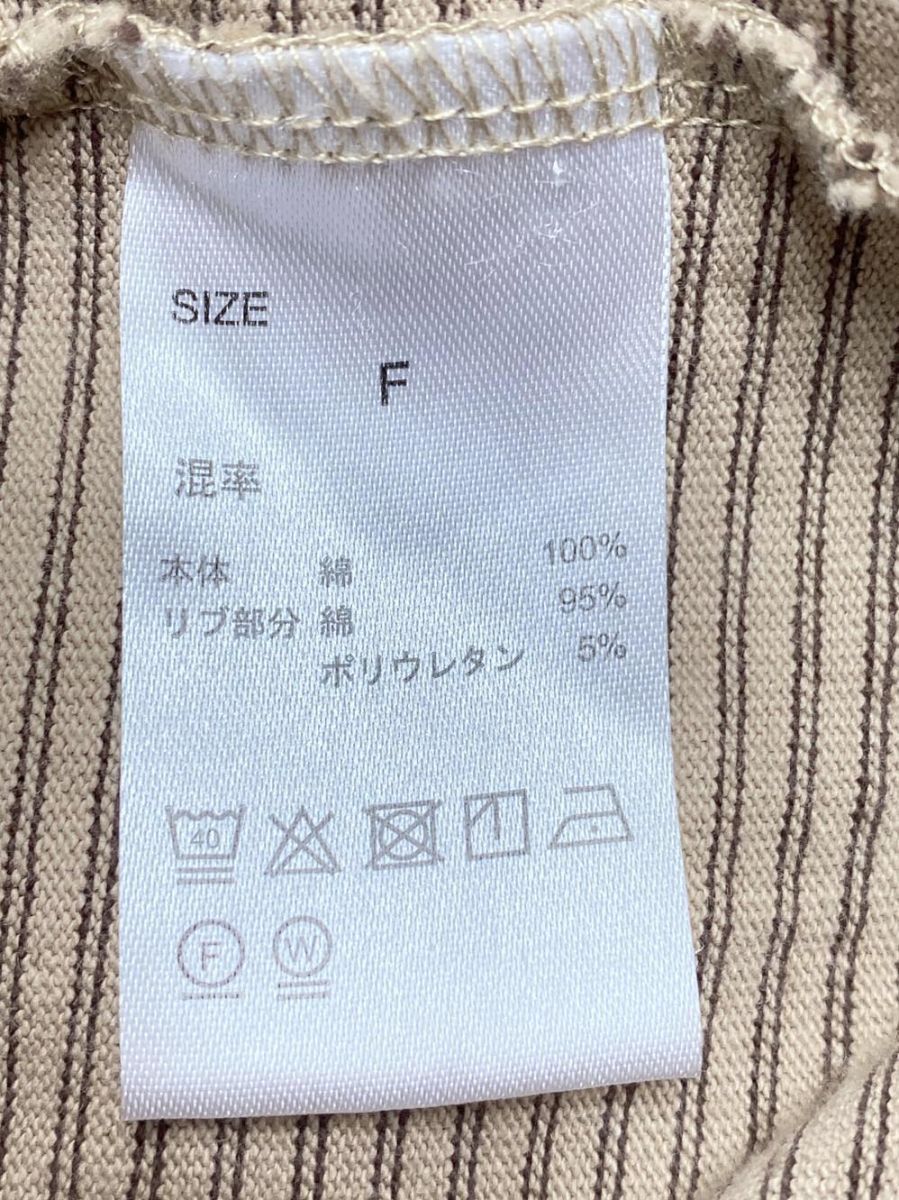 SIZE
F
混率
本体 綿 100%
リブ部分 綿 95%
ポリウレタン 5%
40
F W